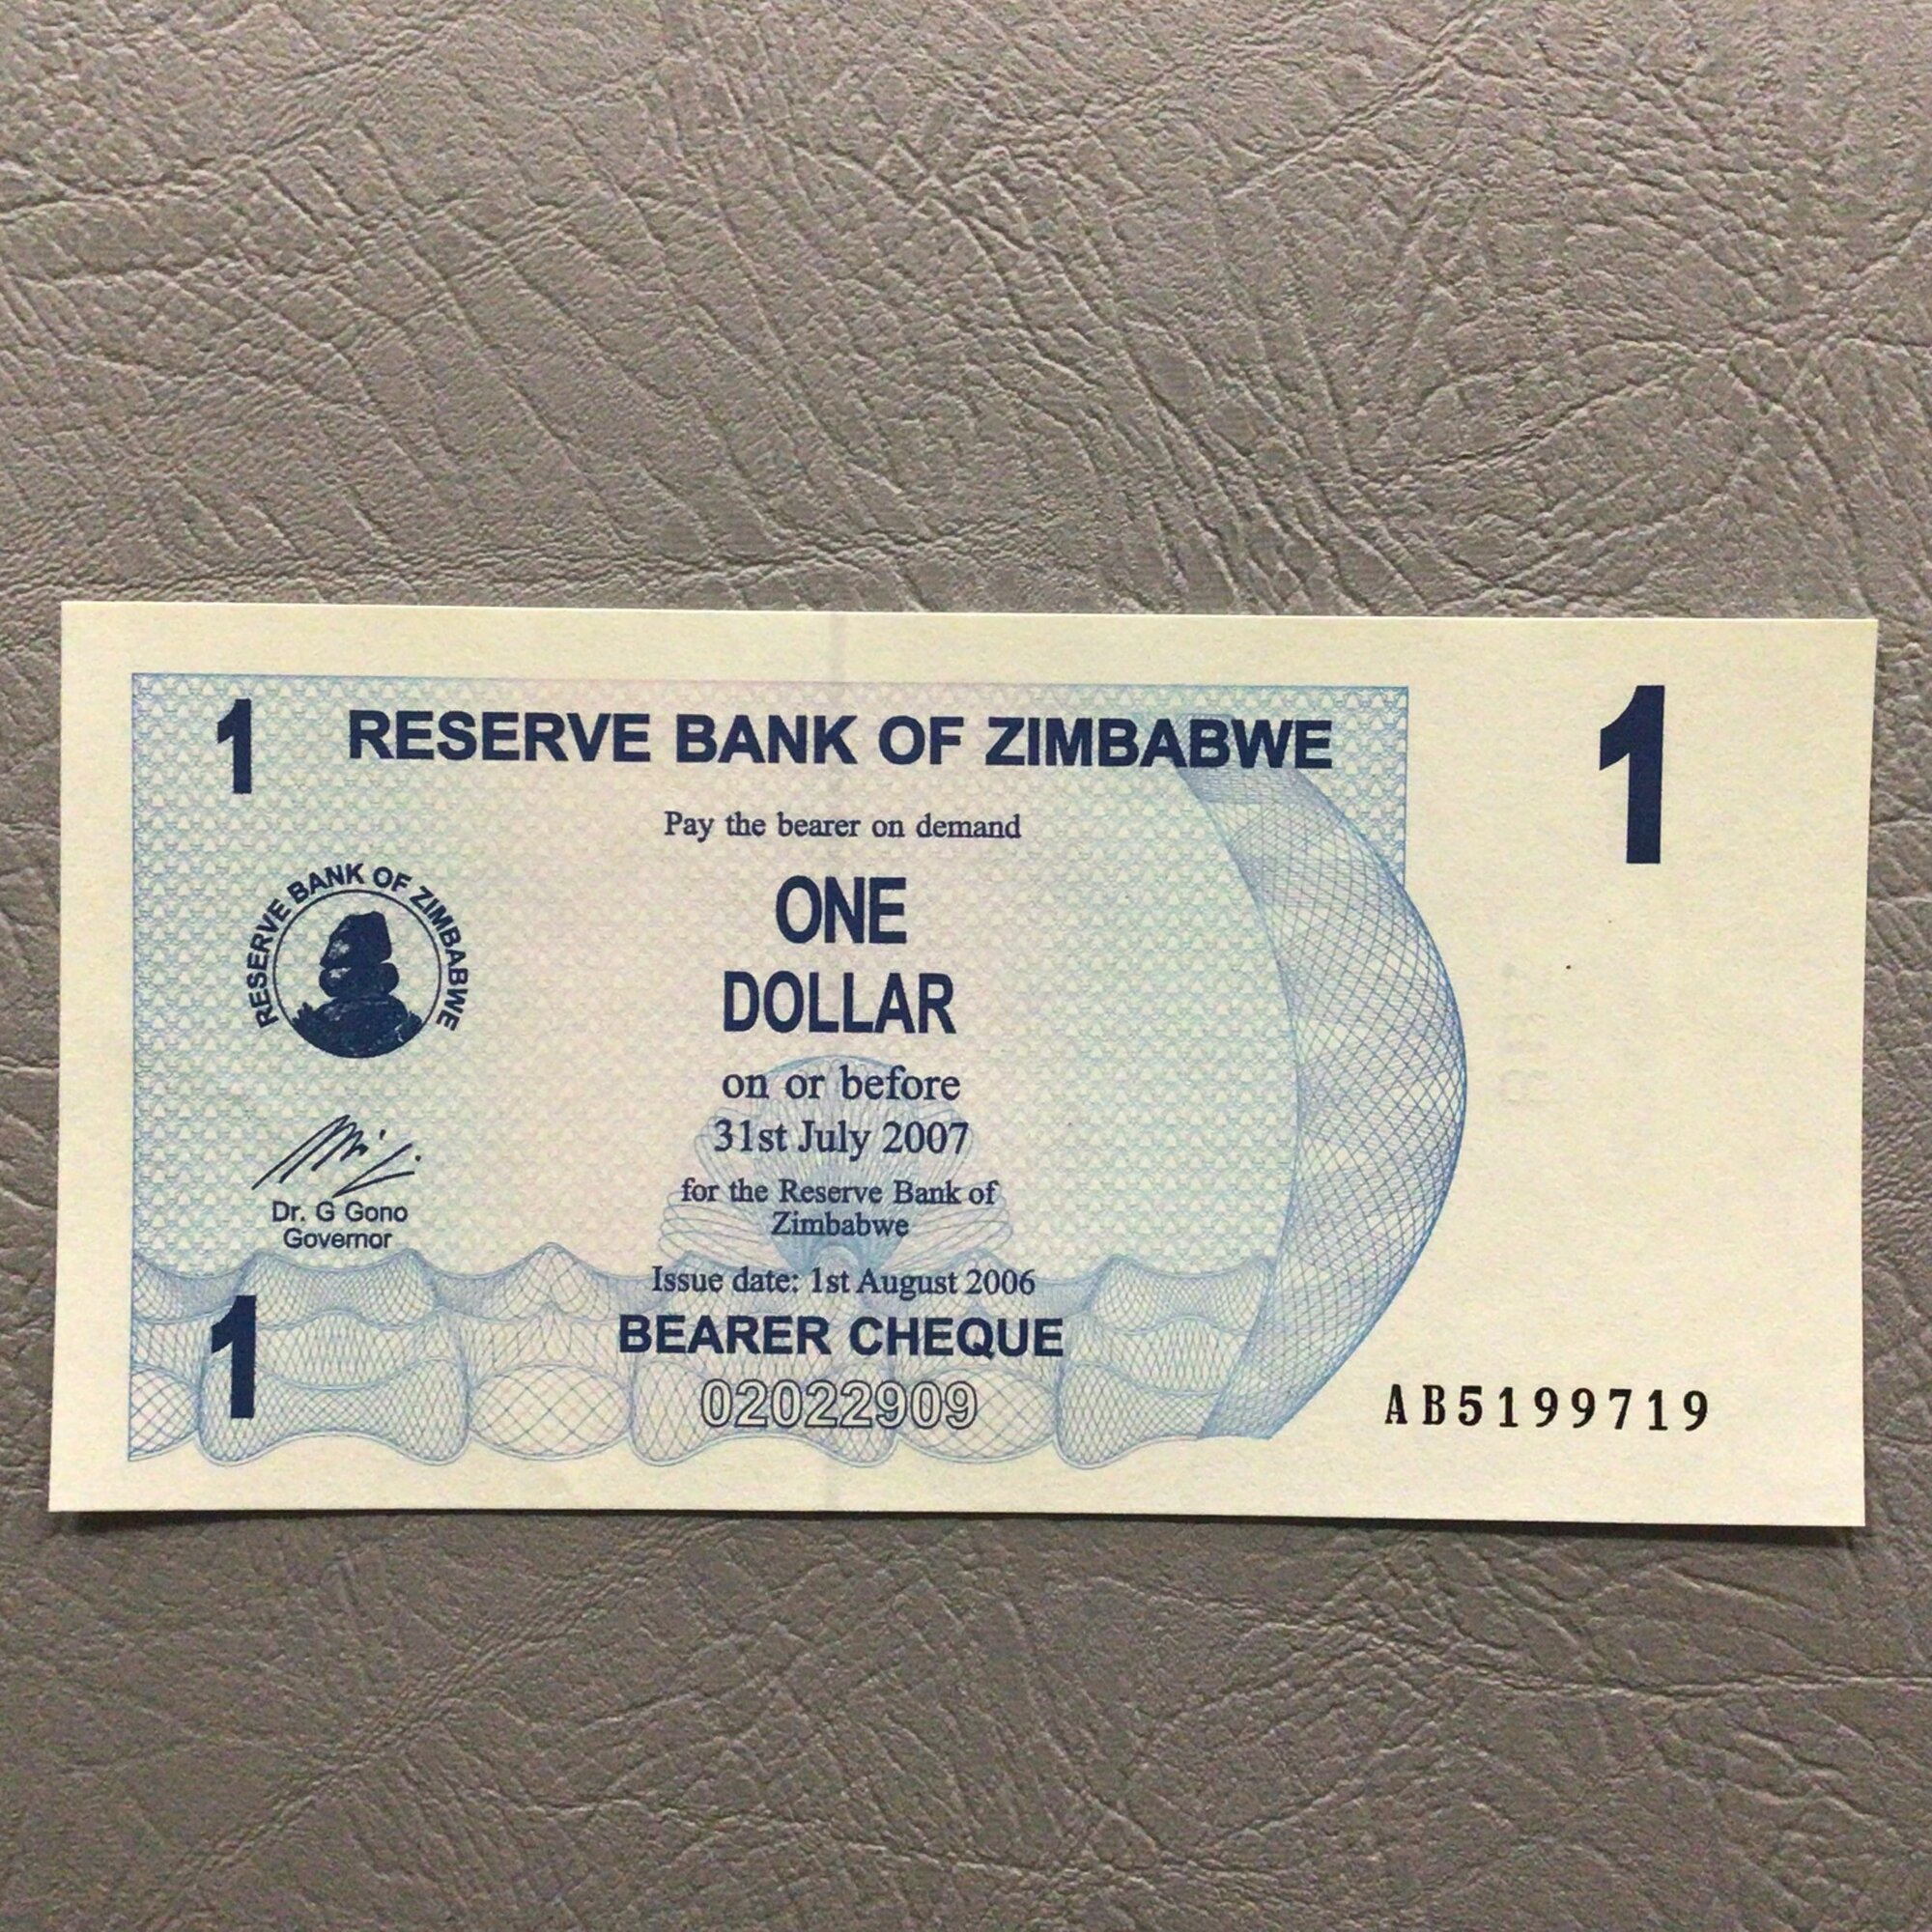 1
RESERVE BANK OF ZIMBABWE
1
Pay the bearer on demand
ONE
DOLLAR
RESERVE BANK OF ZIMBABWE
on or before
31st July 2007
for the Reserve Bank of
Zimbabwe
Dr. G Gono
Governor
Issue date: 1st August 2006
BEARER CHEQUE
1
02022909
AB5199719